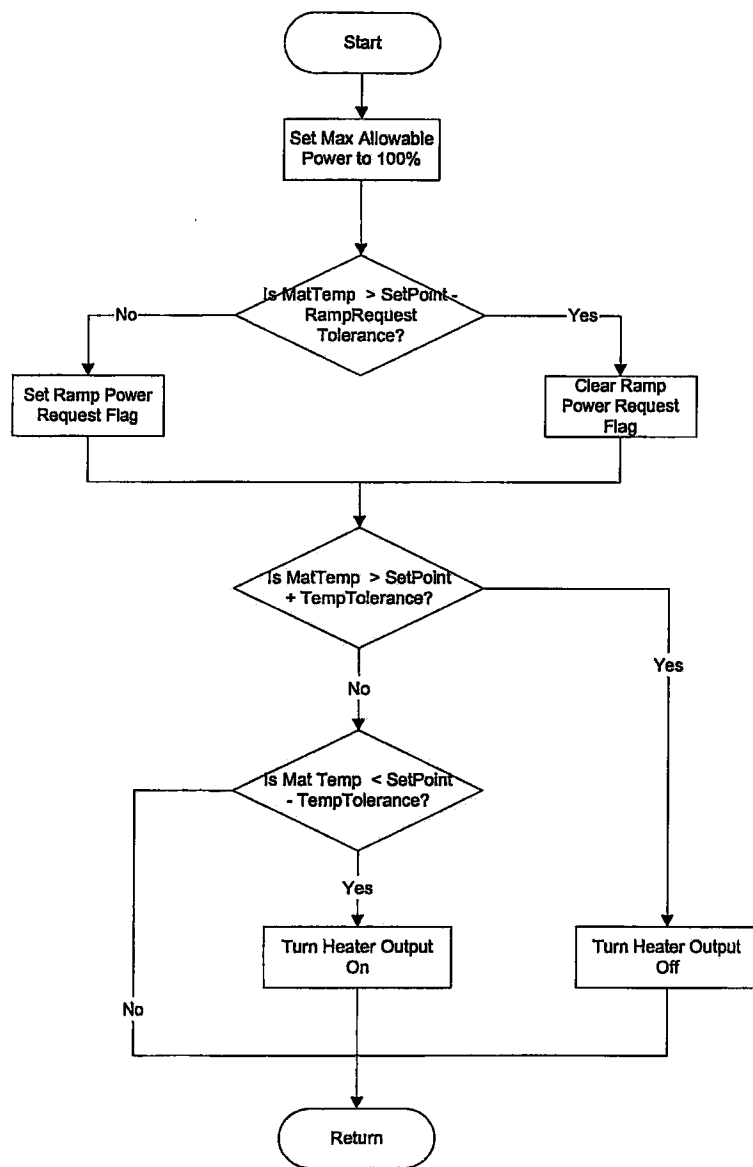 Start
Set Max Allowable
Power to 100%
Is MatTemp > SetPoint -
RampRequest
Tolerance?
No
Yes
Set Ramp Power
Request Flag
Clear Ramp
Power Request
Flag
Is MatTemp > SetPoint
+ TempTolerance?
Yes
No
Is Mat Temp < SetPoint
- TempTolerance?
Yes
Turn Heater Output
On
Turn Heater Output
Off
No
Return